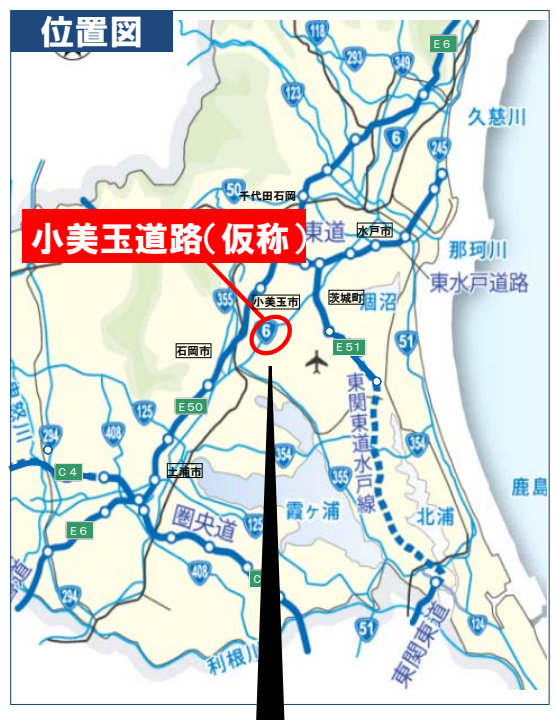 位置図
E6
118
293
349
久慈川
123
6
245
50
千代田石岡
小美玉道路(仮称)
東道
水戸市
那珂川
東水戸道路
355
小美玉市
茨城町
涸沼
6
51
石岡市
E51
東関東道水戸線
E50
125
408
294
354
354
355
C4
土浦市
鹿島
霞ヶ浦
北浦
圏央道
125
E6
道
408
C
294
51
124
利根川
東関東道